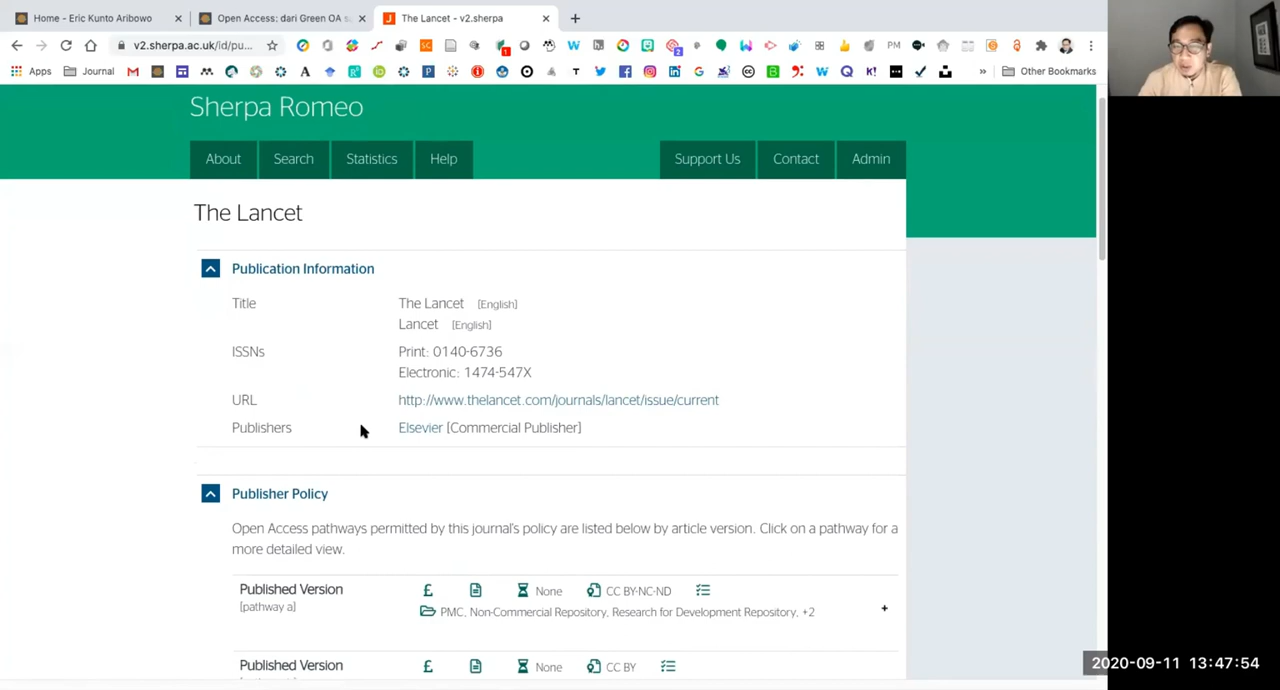 Home - Eric Kunto Aribowo
Open Access: dari Green OA s
The Lancet - v2.sherpa
v2.sherpa.ac.uk/id/pu...
PM
Apps
Journal
Other Bookmarks
Sherpa Romeo
About Search Statistics Help Support Us Contact Admin
The Lancet
Publication Information
Title The Lancet [English]
Lancet [English]
ISSNs Print: 0140-6736
Electronic: 1474-547X
URL http://www.thelancet.com/journals/lancet/issue/current
Publishers Elsevier [Commercial Publisher]
Publisher Policy
Open Access pathways permitted by this journal's policy are listed below by article version. Click on a pathway for a
more detailed view.
Published Version £ None CC BY-NC-ND
[pathway a] PMC, Non-Commercial Repository, Research for Development Repository, +2 +
Published Version £ None CC BY
2020-09-11 13:47:54